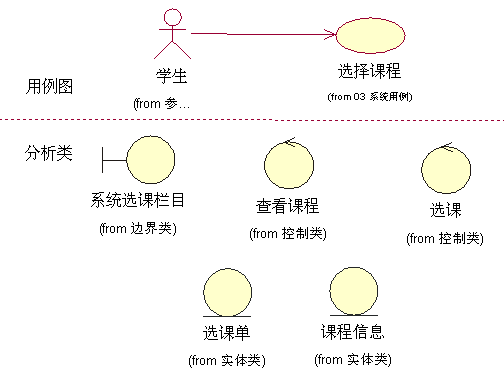 学生
(from 参...
选择课程
(from 03 系统用例)
用例图
分析类
系统选课栏目
(from 边界类)
查看课程
(from 控制类)
选课
(from 控制类)
选课单
(from 实体类)
课程信息
(from 实体类)